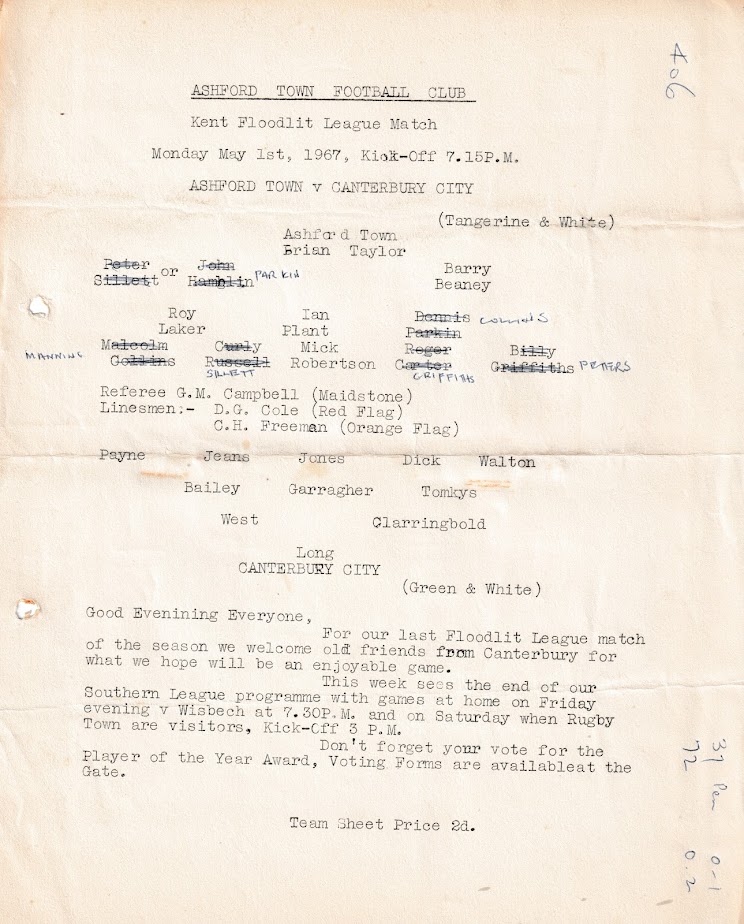 406
ASHFORD TOWN FOOTBALL CLUB
Kent Floodlit League Match
Monday May 1st, 1967, Kick-Off 7.15P.M.
ASHFORD TOWN v CANTERBURY CITY
(Tangerine & White)
Ashford Town
Brian Taylor
Peter or John PARKIN Barry
Sillett Hamblin Beaney
Roy Ian Dennis COLLINS
Laker Plant Parkin
MANNING Malcolm Curly Mick Roger Billy
Collins Russell Robertson Carter Griffiths PETERS
SILLETT GRIFFITHS
Referee G.M. Campbell (Maidstone)
Linesmen:- D.G. Cole (Red Flag)
C.H. Freeman (Orange Flag)
Payne Jeans Jones Dick Walton
Bailey Garragher Tomkys
West Clarringbold
Long
CANTERBURY CITY
(Green & White)
Good Evenining Everyone,
For our last Floodlit League match
of the season we welcome old friends from Canterbury for
what we hope will be an enjoyable game.
This week sees the end of our
Southern League programme with games at home on Friday
evening v Wisbech at 7.30P.M. and on Saturday when Rugby
Town are visitors, Kick-Off 3 P.M.
Don't forget your vote for the
Player of the Year Award, Voting Forms are availableat the
Gate.
Team Sheet Price 2d.
37 Pen 0-1
72 0.2